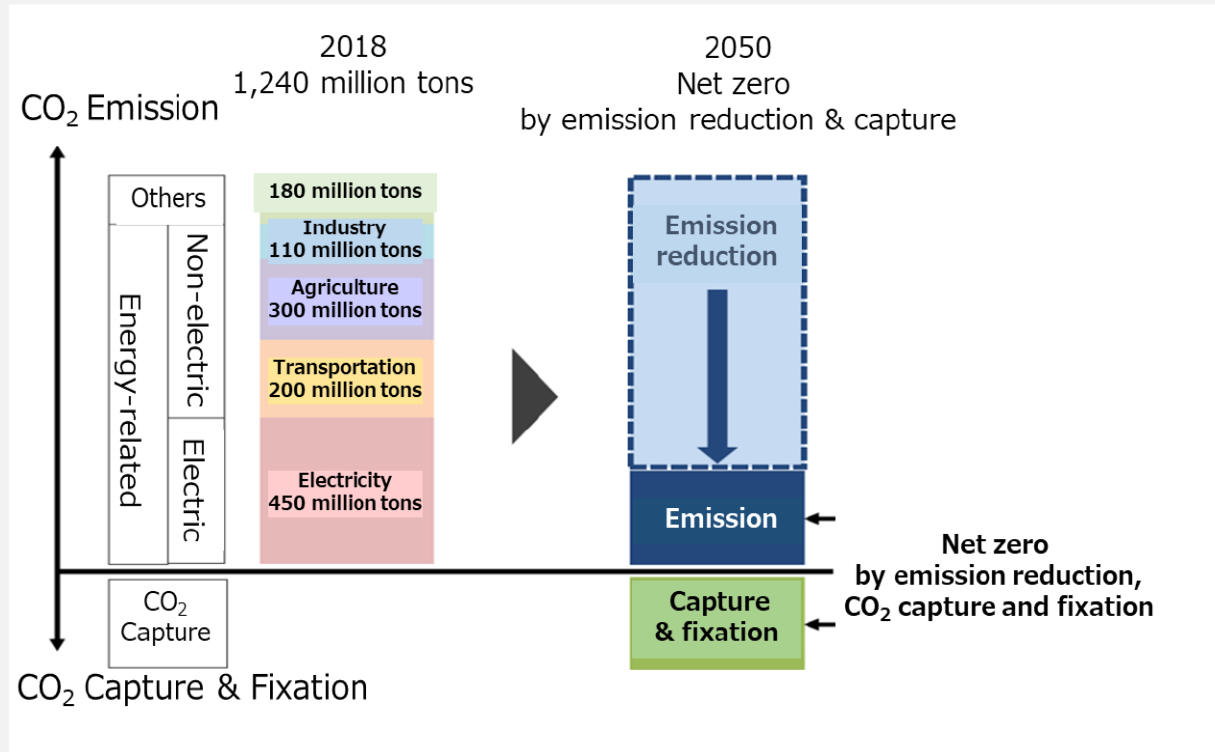 2018
1,240 million tons
2050
Net zero
by emission reduction & capture
CO₂ Emission
Others
Energy-related
Non-electric
Electric
180 million tons
Industry
110 million tons
Agriculture
300 million tons
Transportation
200 million tons
Electricity
450 million tons
Emission
reduction
Emission
Capture
& fixation
Net zero
by emission reduction,
CO₂ capture and fixation
CO₂
Capture
CO₂ Capture & Fixation